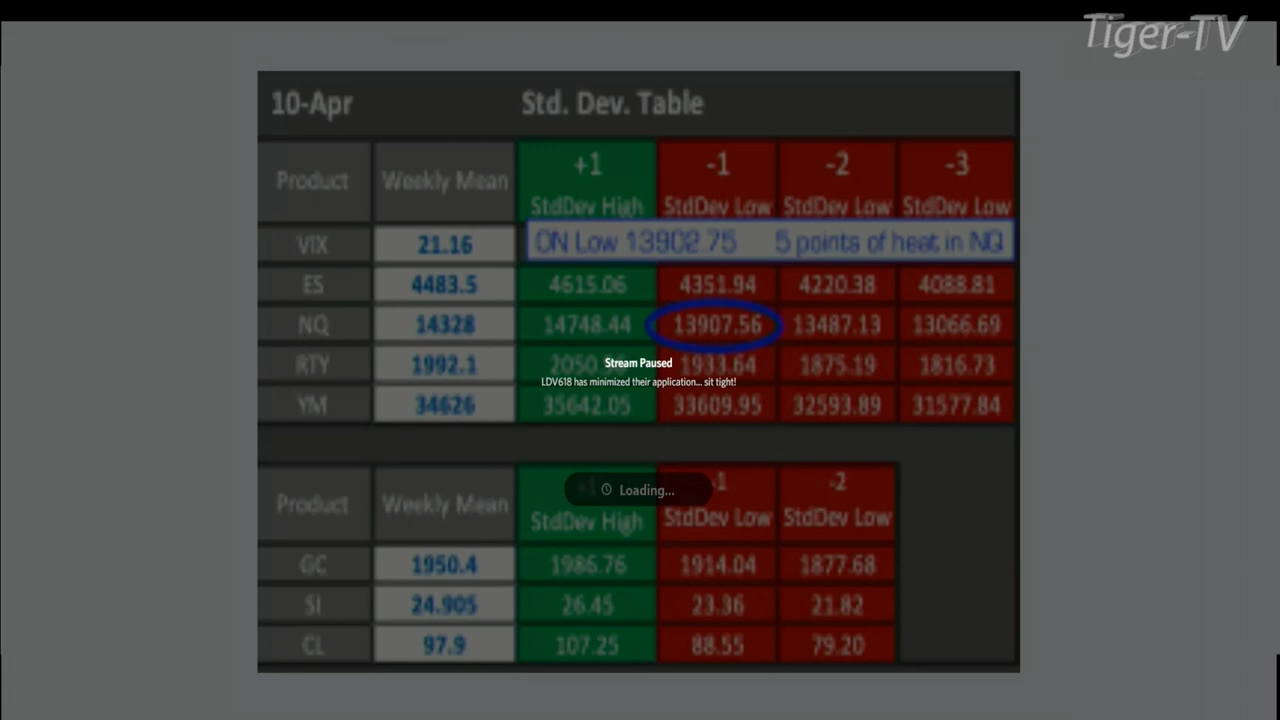 Tiger-TV
10-Apr Std. Dev. Table
Product Weekly Mean +1 StdDev High -1 StdDev Low -2 StdDev Low -3 StdDev Low
VIX 21.16 ON Low 13902.75 5 points of heat in NQ
ES 4483.5 4615.06 4351.94 4220.38 4088.81
NQ 14328 14748.44 13907.56 13487.13 13066.69
RTY 1992.1 1933.64 1875.19 1816.73
Stream Paused
LDV618 has minimized their application... sit tight!
YM 34626 35642.05 33609.95 32593.89 31577.84
Loading...
Product Weekly Mean +1 StdDev High -1 StdDev Low -2 StdDev Low
GC 1950.4 1986.76 1914.04 1877.68
SI 24.905 26.45 23.36 21.82
CL 97.9 107.25 88.55 79.20